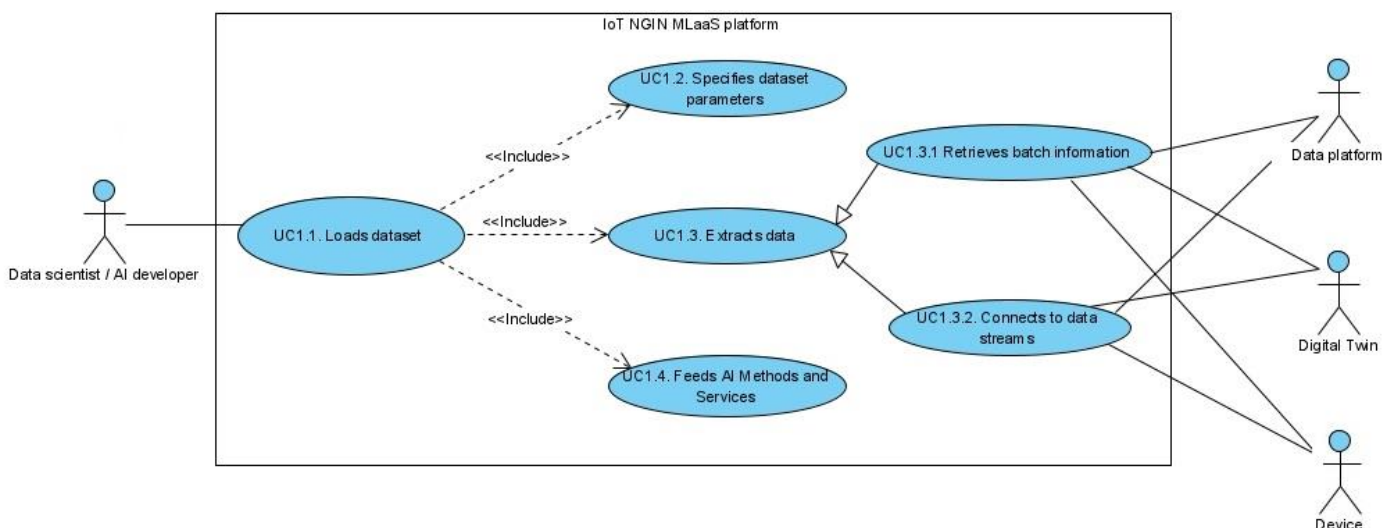 IoT NGIN MLaaS platform
UC1.2. Specifies dataset
parameters
<<Include>>
UC1.3.1 Retrieves batch information
Data platform
<<Include>>
UC1.1. Loads dataset
UC1.3. Extracts data
Data scientist / AI developer
<<Include>>
UC1.3.2. Connects to data
streams
Digital Twin
UC1.4. Feeds AI Methods and
Services
Device